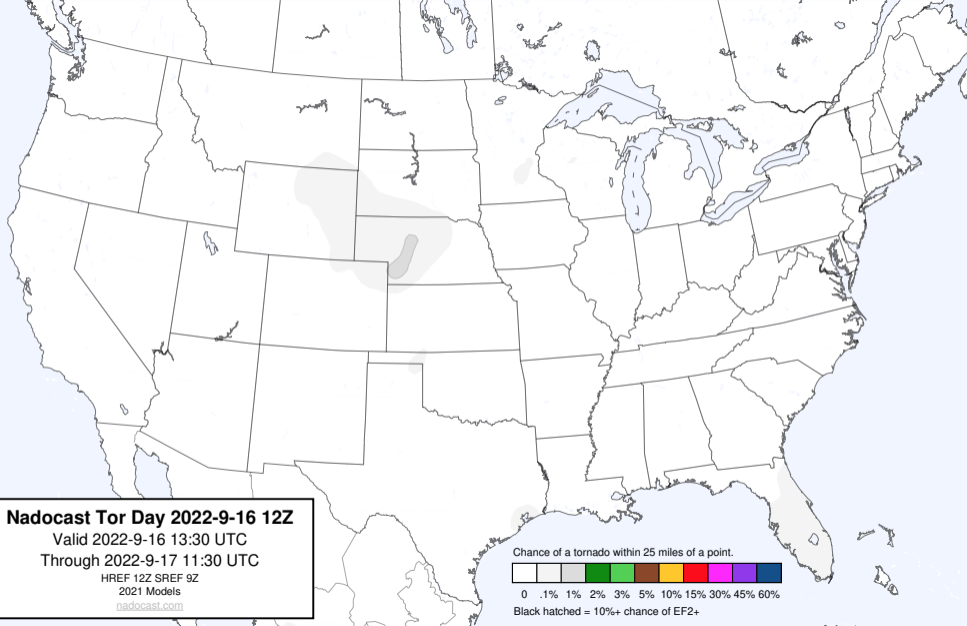 Nadocast Tor Day 2022-9-16 12Z
Valid 2022-9-16 13:30 UTC
Through 2022-9-17 11:30 UTC
HREF 12Z SREF 9Z
2021 Models
nadocast.com
Chance of a tornado within 25 miles of a point.
0 .1% 1% 2% 3% 5% 10% 15% 30% 45% 60%
Black hatched = 10%+ chance of EF2+